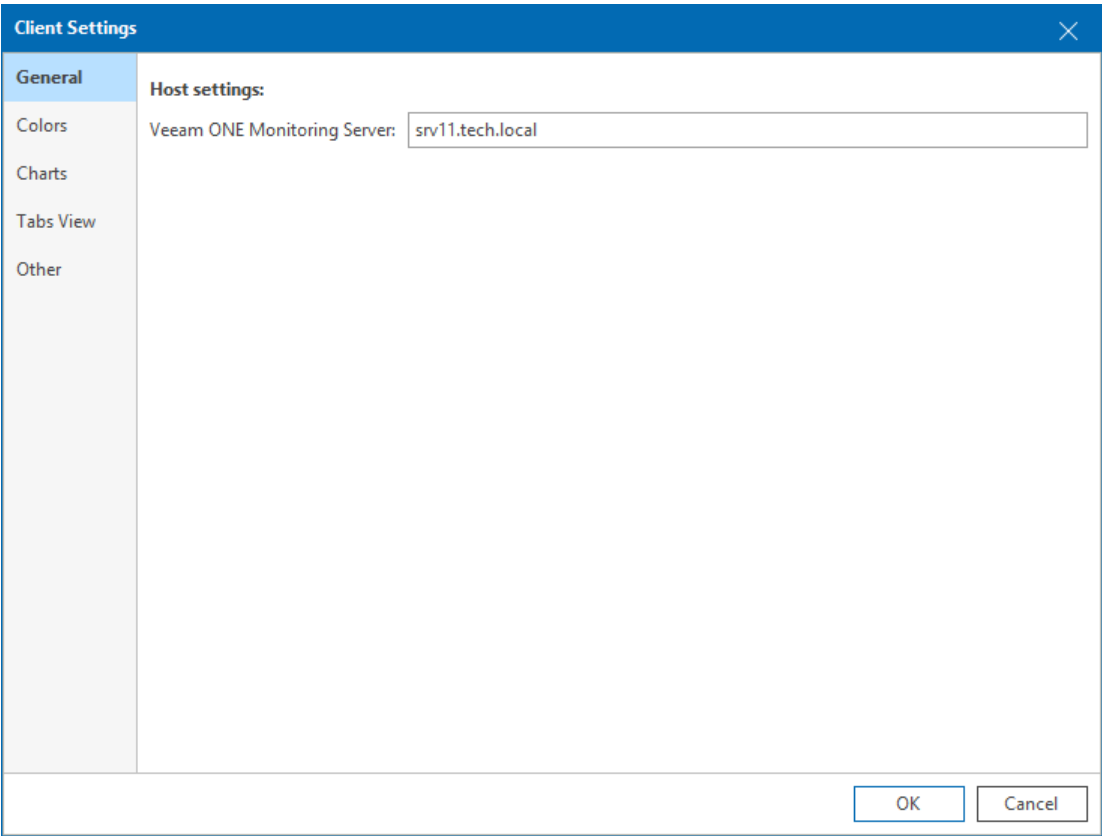 Client Settings
General
Colors
Charts
Tabs View
Other
Host settings:
Veeam ONE Monitoring Server: srv11.tech.local
OK Cancel